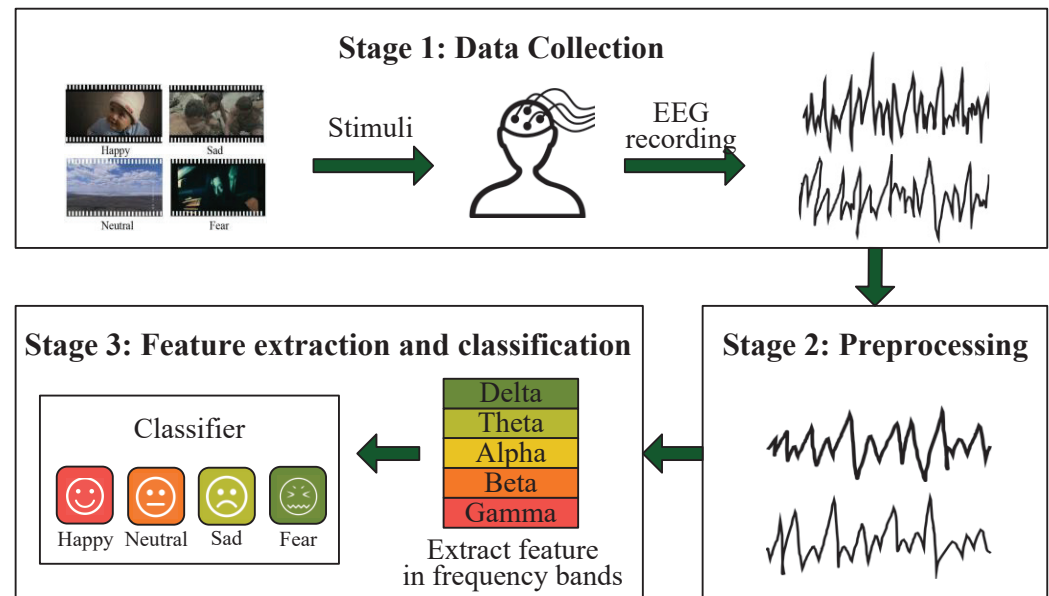 Stage 1: Data Collection
Happy
Sad
Neutral
Fear
Stimuli
EEG
recording
Stage 2: Preprocessing
Stage 3: Feature extraction and classification
Delta
Theta
Alpha
Beta
Gamma
Extract feature
in frequency bands
Classifier
Happy
Neutral
Sad
Fear